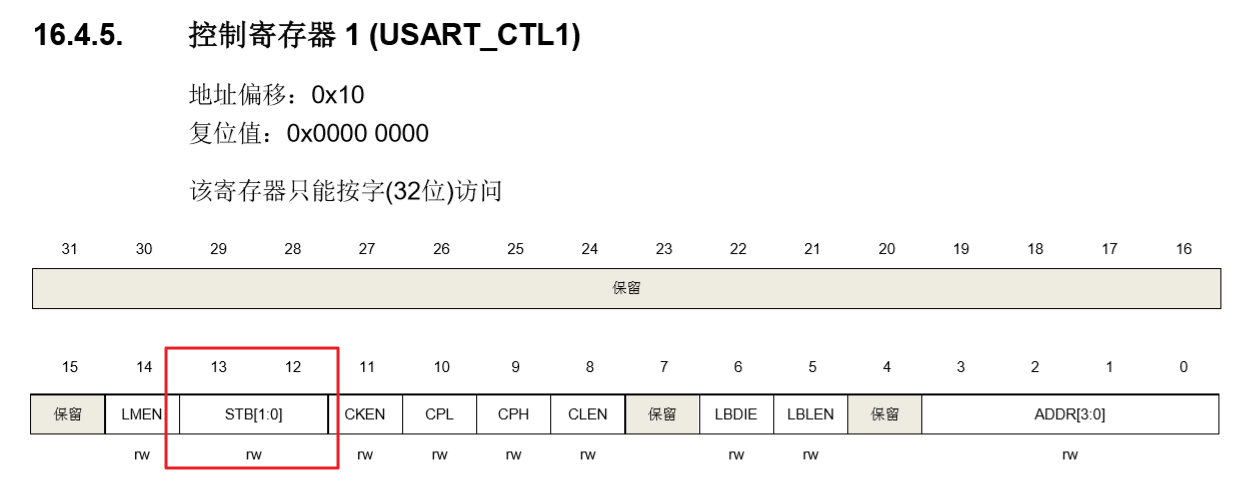 16.4.5. 控制寄存器 1 (USART_CTL1)
地址偏移：0x10
复位值：0x0000 0000
该寄存器只能按字(32位)访问
31 30 29 28 27 26 25 24 23 22 21 20 19 18 17 16
保留
15 14 13 12 11 10 9 8 7 6 5 4 3 2 1 0
保留 LMEN STB[1:0] CKEN CPL CPH CLEN 保留 LBDIE LBLEN 保留 ADDR[3:0]
rw rw rw rw rw rw rw rw rw